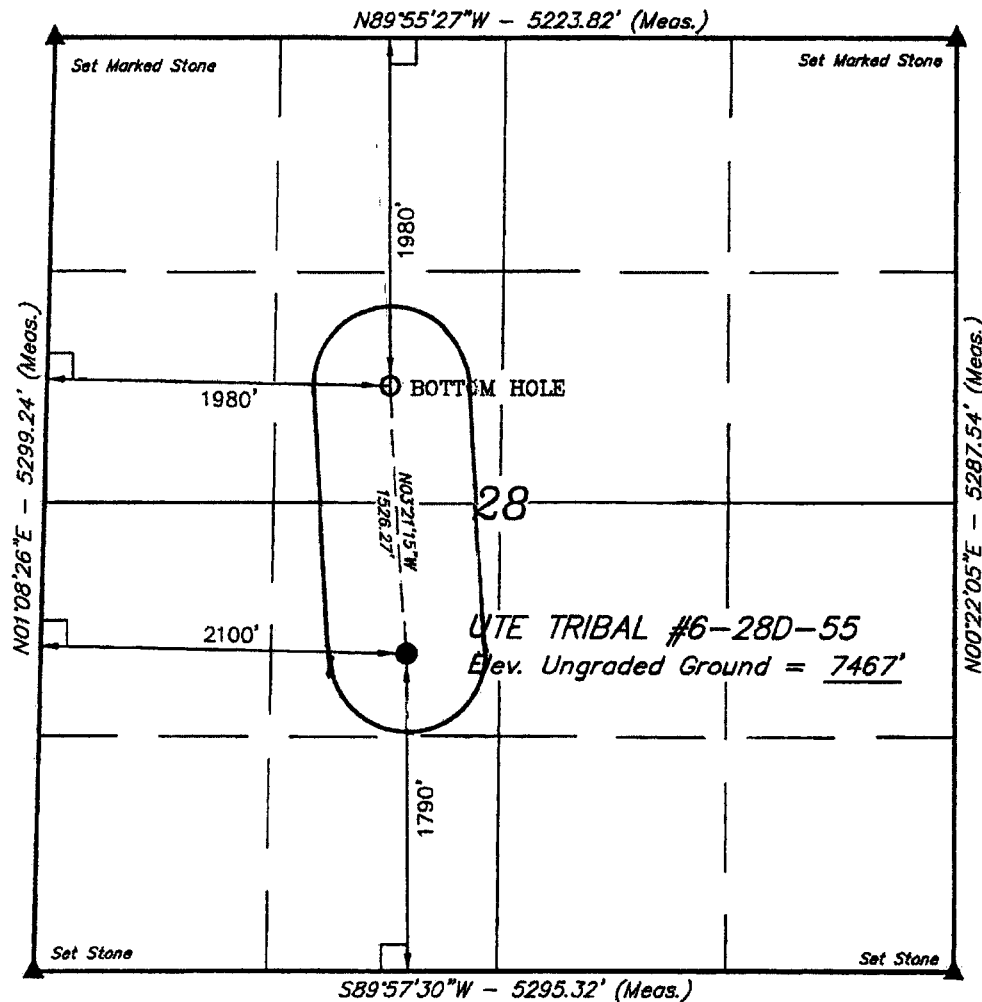 N89°55'27"W - 5223.82' (Meas.)
Set Marked Stone
Set Marked Stone
1980'
N01°08'26"E - 5299.24' (Meas.)
N00°22'05"E - 5287.54' (Meas.)
1980'
BOTTOM HOLE
N03°21'15"W
1526.27'
28
2100'
UTE TRIBAL #6-28D-55
Elev. Ungraded Ground = 7467'
1790'
Set Stone
Set Stone
S89°57'30"W - 5295.32' (Meas.)